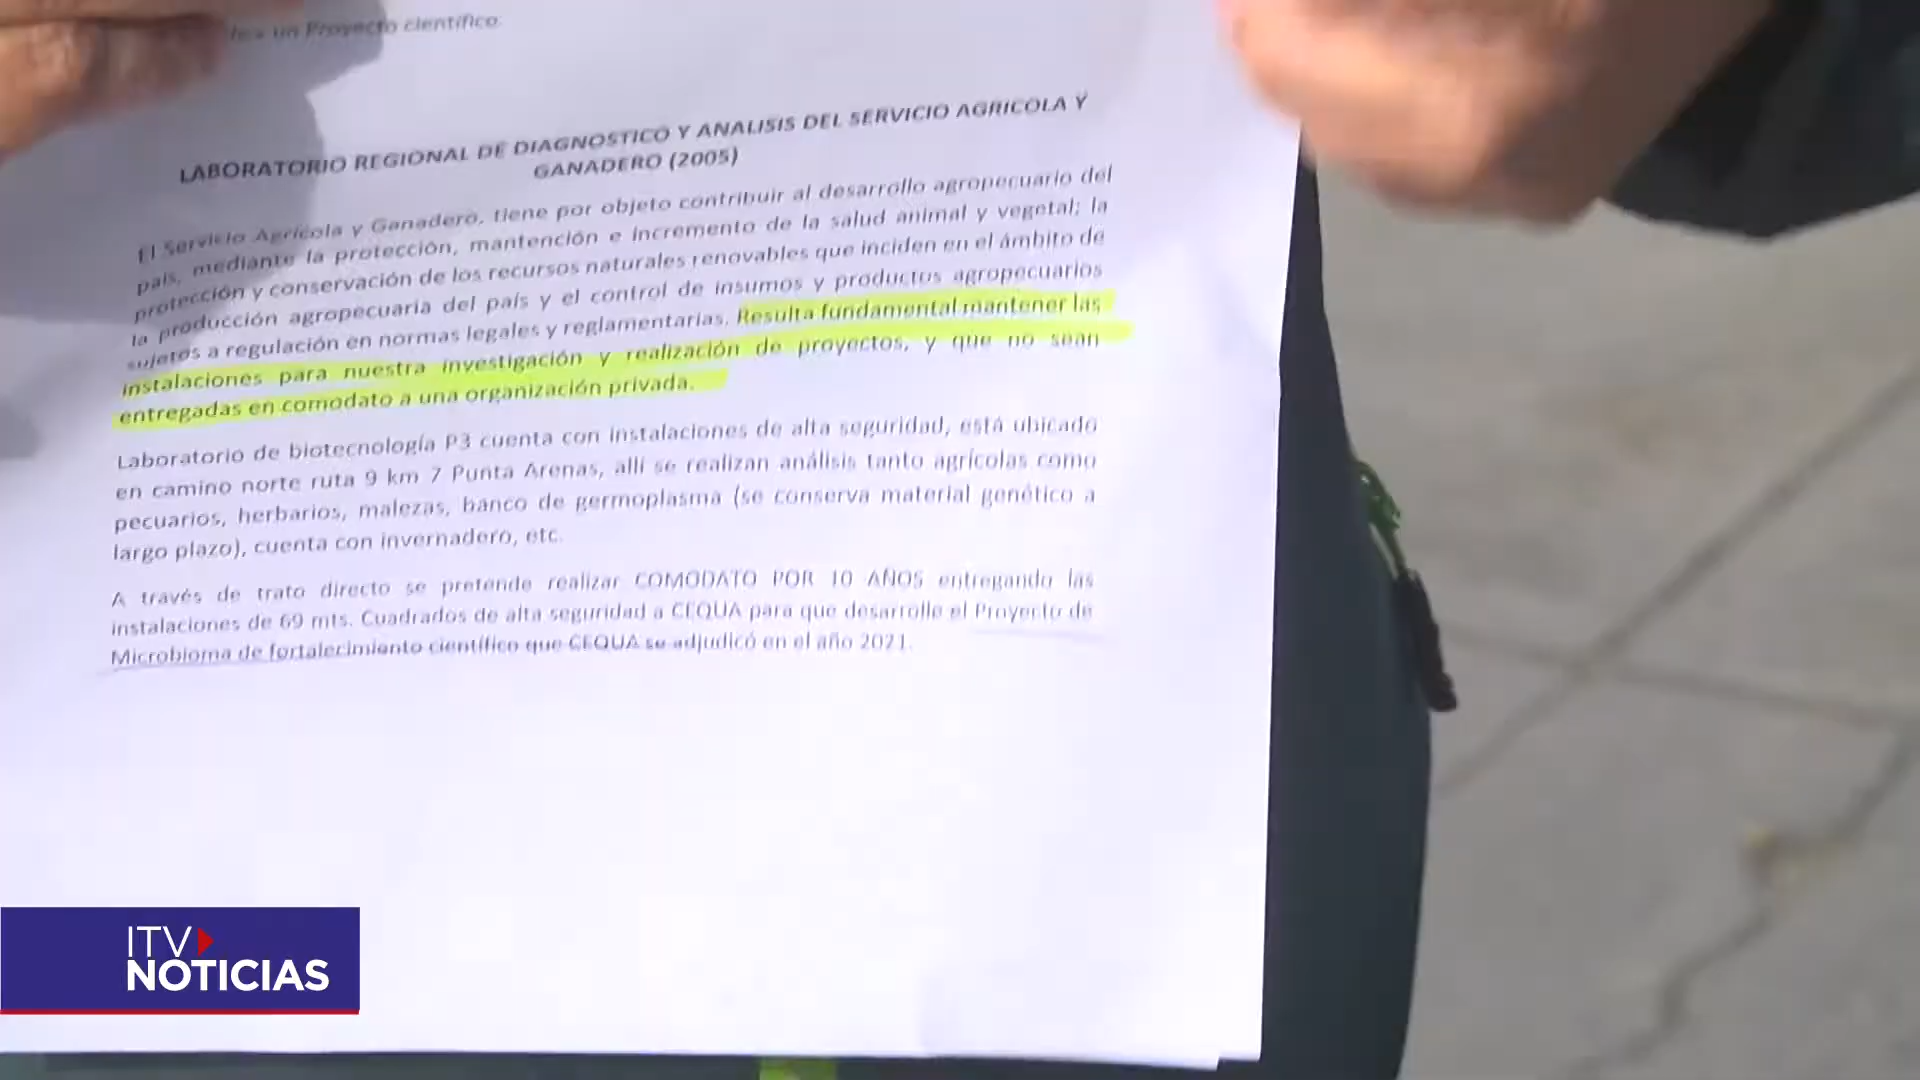 un Proyecto científico.
LABORATORIO REGIONAL DE DIAGNOSTICO Y ANALISIS DEL SERVICIO AGRICOLA Y
GANADERO (2005)
El Servicio Agrícola y Ganadero, tiene por objeto contribuir al desarrollo agropecuario del
país, mediante la protección, mantención e incremento de la salud animal y vegetal; la
protección y conservación de los recursos naturales renovables que inciden en el ámbito de
la producción agropecuaria del país y el control de insumos y productos agropecuarios
sujetos a regulación en normas legales y reglamentarias. Resulta fundamental mantener las
instalaciones para nuestra investigación y realización de proyectos, y que no sean
entregadas en comodato a una organización privada.
Laboratorio de biotecnología P3 cuenta con instalaciones de alta seguridad, está ubicado
en camino norte ruta 9 km 7 Punta Arenas, allí se realizan análisis tanto agrícolas como
pecuarios, herbarios, malezas, banco de germoplasma (se conserva material genético a
largo plazo), cuenta con invernadero, etc.
A través de trato directo se pretende realizar COMODATO POR 10 AÑOS entregando las
instalaciones de 69 mts. Cuadrados de alta seguridad a CEQUA para que desarrolle el Proyecto de
Microbioma de fortalecimiento científico que CEQUA se adjudicó en el año 2021.
ITV
NOTICIAS